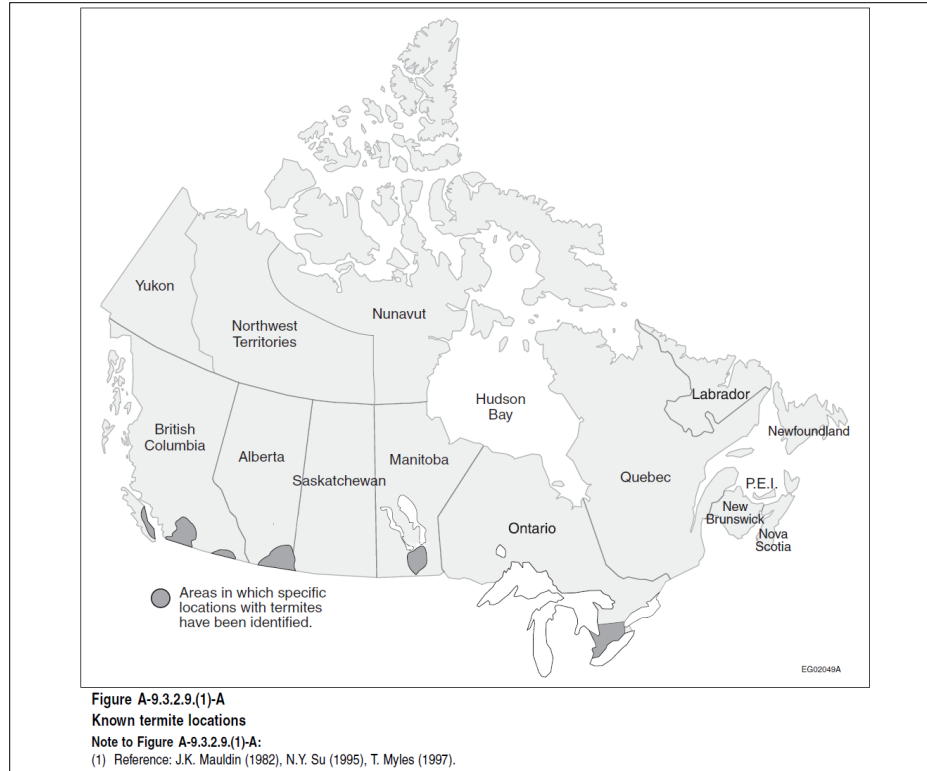 Yukon
Northwest
Territories
Nunavut
Hudson
Bay
Labrador
Newfoundland
British
Columbia
Alberta
Saskatchewan
Manitoba
Ontario
Quebec
P.E.I.
New
Brunswick
Nova
Scotia
Areas in which specific
locations with termites
have been identified.
EG02049A
Figure A-9.3.2.9.(1)-A
Known termite locations
Note to Figure A-9.3.2.9.(1)-A:
(1) Reference: J.K. Mauldin (1982), N.Y. Su (1995), T. Myles (1997).